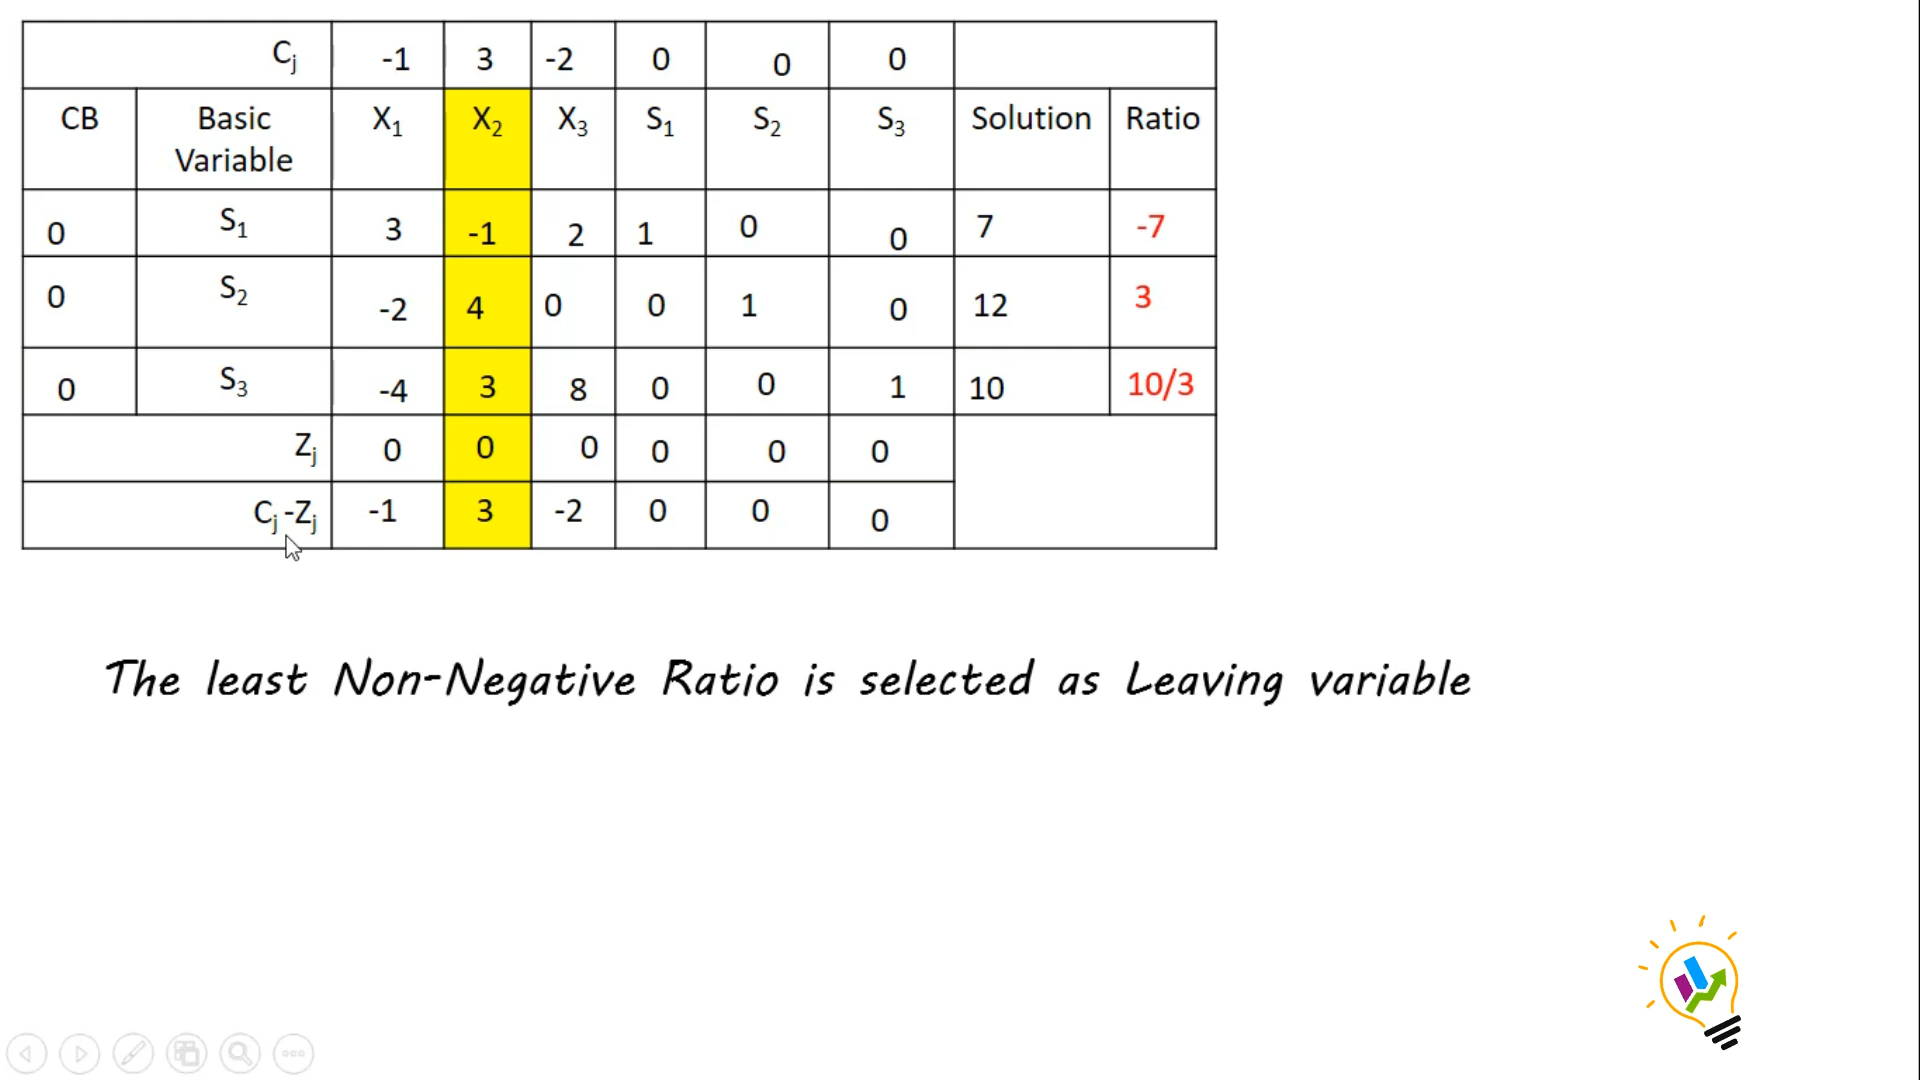 Cj -1 3 -2 0 0 0
CB Basic Variable X1 X2 X3 S1 S2 S3 Solution Ratio
0 S1 3 -1 2 1 0 0 7 -7
0 S2 -2 4 0 0 1 0 12 3
0 S3 -4 3 8 0 0 1 10 10/3
Zj 0 0 0 0 0 0
Cj -Zj -1 3 -2 0 0 0
The least Non-Negative Ratio is selected as Leaving variable